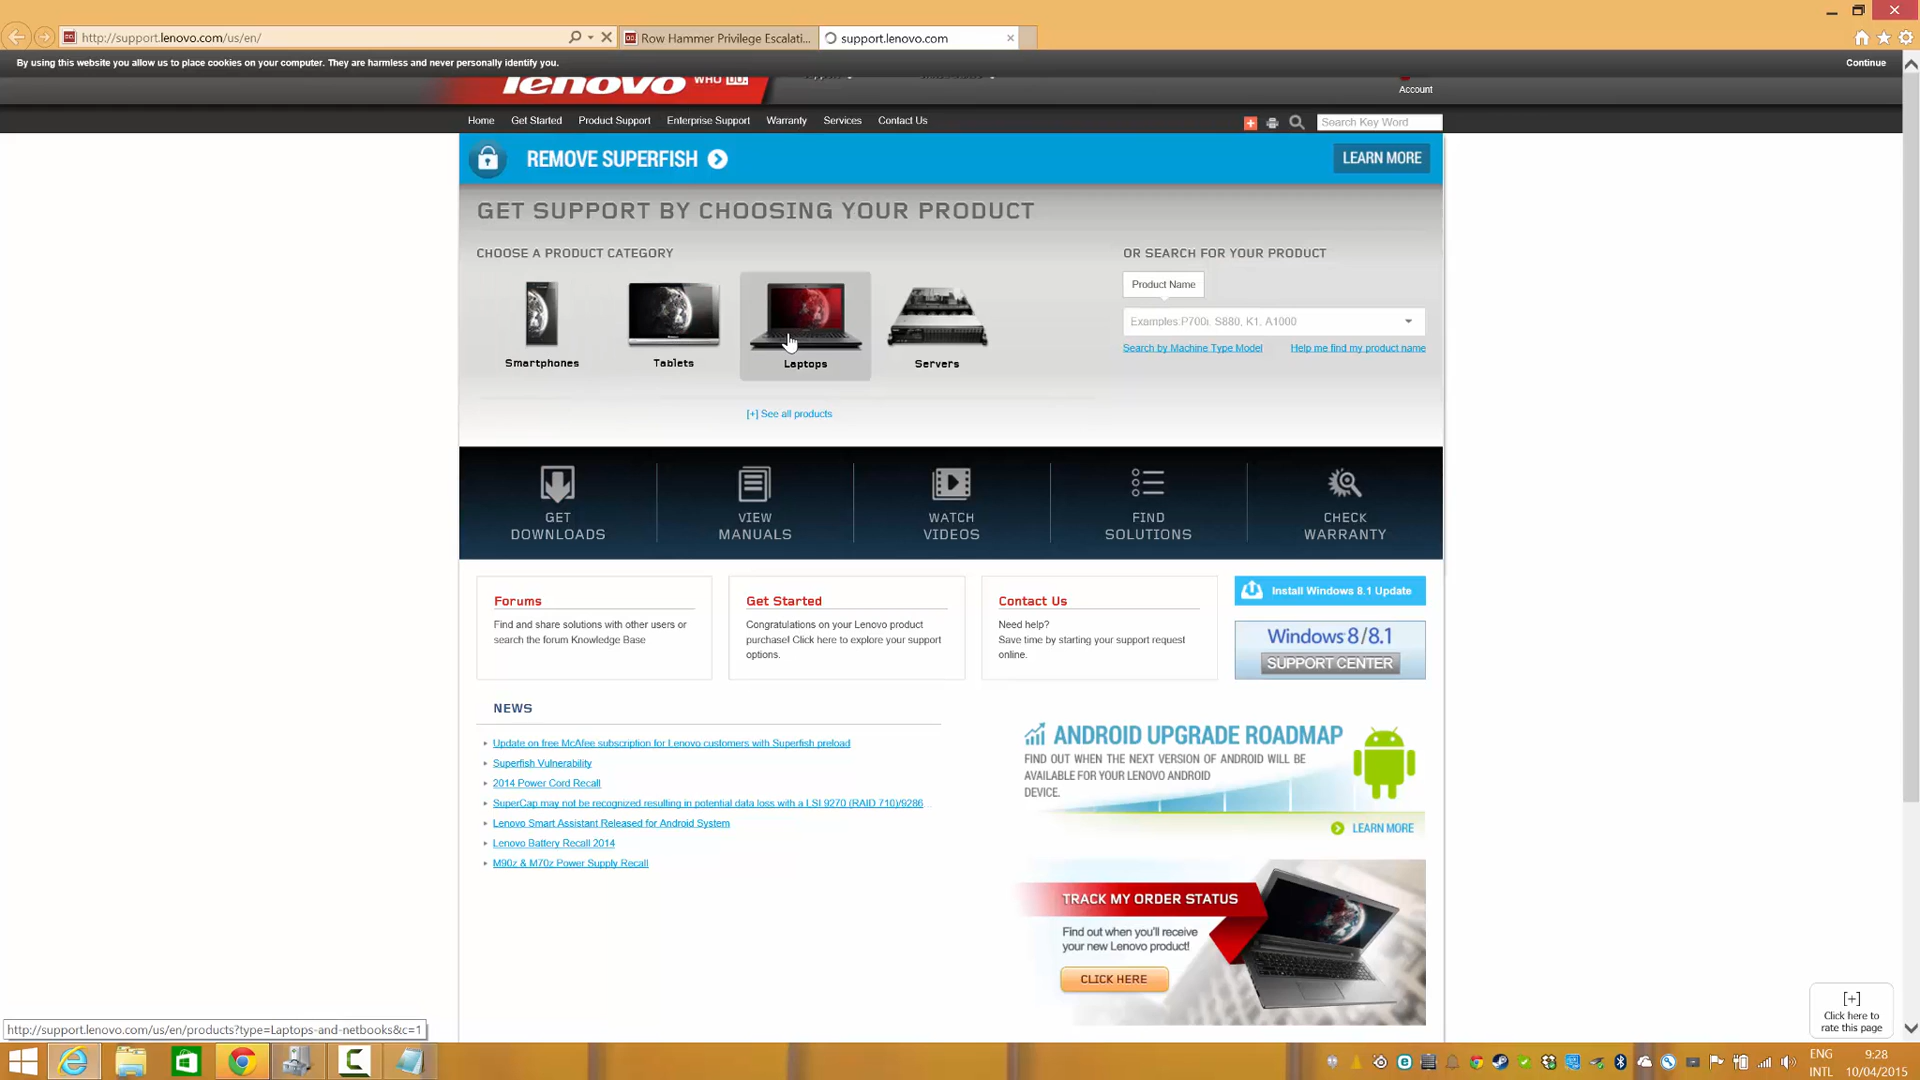 http://support.lenovo.com/us/en/
Row Hammer Privilege Escalati...
support.lenovo.com
By using this website you allow us to place cookies on your computer. They are harmless and never personally identify you.
Continue
lenovo WHO DO.
Account
Home Get Started Product Support Enterprise Support Warranty Services Contact Us
Search Key Word
REMOVE SUPERFISH
LEARN MORE
GET SUPPORT BY CHOOSING YOUR PRODUCT
CHOOSE A PRODUCT CATEGORY
OR SEARCH FOR YOUR PRODUCT
Product Name
Examples P700i, S880, K1, A1000
Search by Machine Type Model Help me find my product name
Smartphones Tablets Laptops Servers
[+] See all products
GET DOWNLOADS
VIEW MANUALS
WATCH VIDEOS
FIND SOLUTIONS
CHECK WARRANTY
Forums
Find and share solutions with other users or
search the forum Knowledge Base
Get Started
Congratulations on your Lenovo product
purchase! Click here to explore your support
options.
Contact Us
Need help?
Save time by starting your support request
online.
Install Windows 8.1 Update
Windows 8/8.1
SUPPORT CENTER
NEWS
Update on free McAfee subscription for Lenovo customers with Superfish preload
Superfish Vulnerability
2014 Power Cord Recall
SuperCap may not be recognized resulting in potential data loss with a LSI 9270 (RAID 710)/9286
Lenovo Smart Assistant Released for Android System
Lenovo Battery Recall 2014
M90z & M70z Power Supply Recall
ANDROID UPGRADE ROADMAP
FIND OUT WHEN THE NEXT VERSION OF ANDROID WILL BE
AVAILABLE FOR YOUR LENOVO ANDROID
DEVICE.
LEARN MORE
TRACK MY ORDER STATUS
Find out when you'll receive
your new Lenovo product!
CLICK HERE
[+]
Click here to
rate this page
http://support.lenovo.com/us/en/products?type=Laptops-and-netbooks&c=1
ENG
INTL
9:28
10/04/2015